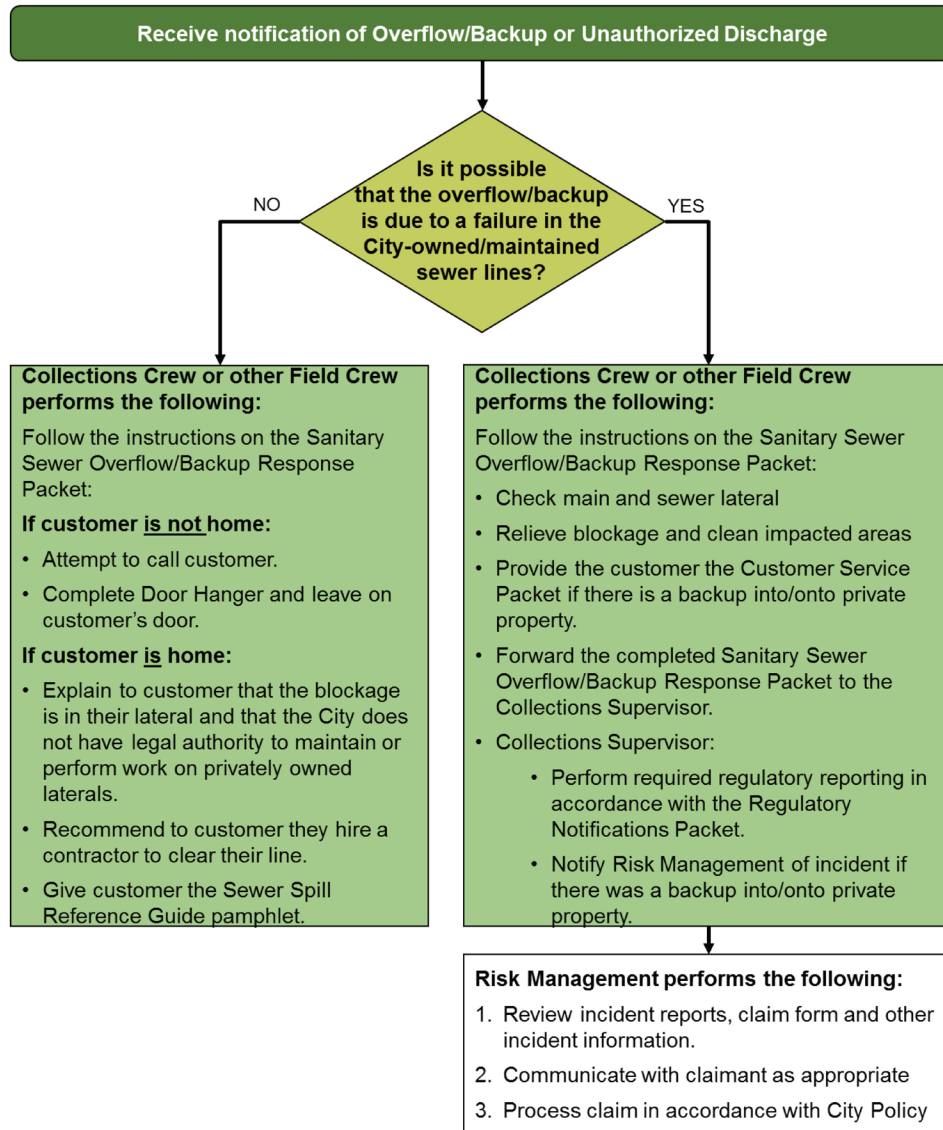 Receive notification of Overflow/Backup or Unauthorized Discharge
Is it possible
that the overflow/backup
is due to a failure in the
City-owned/maintained
sewer lines?
NO
YES
Collections Crew or other Field Crew
performs the following:
Follow the instructions on the Sanitary
Sewer Overflow/Backup Response
Packet:
If customer is not home:
• Attempt to call customer.
• Complete Door Hanger and leave on
customer’s door.
If customer is home:
• Explain to customer that the blockage
is in their lateral and that the City does
not have legal authority to maintain or
perform work on privately owned
laterals.
• Recommend to customer they hire a
contractor to clear their line.
• Give customer the Sewer Spill
Reference Guide pamphlet.
Collections Crew or other Field Crew
performs the following:
Follow the instructions on the Sanitary Sewer
Overflow/Backup Response Packet:
• Check main and sewer lateral
• Relieve blockage and clean impacted areas
• Provide the customer the Customer Service
Packet if there is a backup into/onto private
property.
• Forward the completed Sanitary Sewer
Overflow/Backup Response Packet to the
Collections Supervisor.
• Collections Supervisor:
• Perform required regulatory reporting in
accordance with the Regulatory
Notifications Packet.
• Notify Risk Management of incident if
there was a backup into/onto private
property.
Risk Management performs the following:
1. Review incident reports, claim form and other
incident information.
2. Communicate with claimant as appropriate
3. Process claim in accordance with City Policy